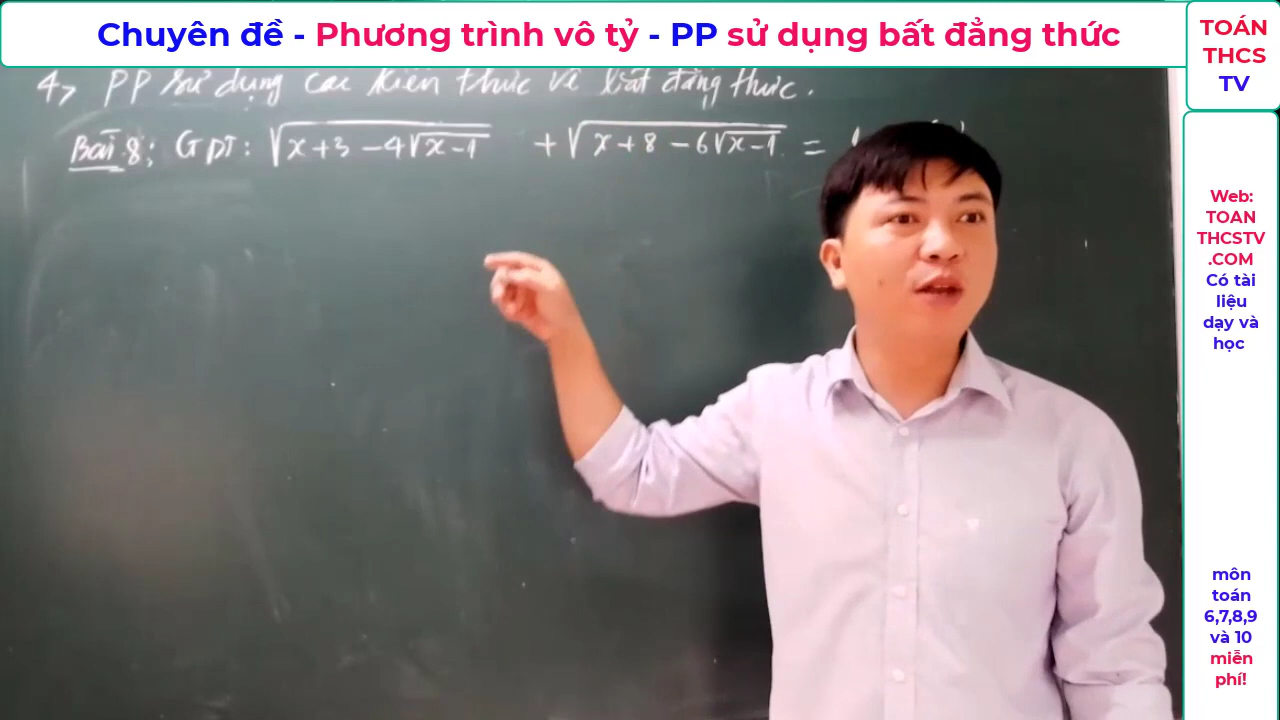 Chuyên đề - Phương trình vô tỷ - PP sử dụng bất đẳng thức
TOÁN
THCS
TV
4> PP sử dụng các kiến thức về bất đẳng thức.
Bài 8: GPT: √(x+3-4√(x-1)) + √(x+8-6√(x-1)) =
Web:
TOAN
THCSTV
.COM
Có tài
liệu
dạy và
học
môn
toán
6,7,8,9
và 10
miễn
phí!